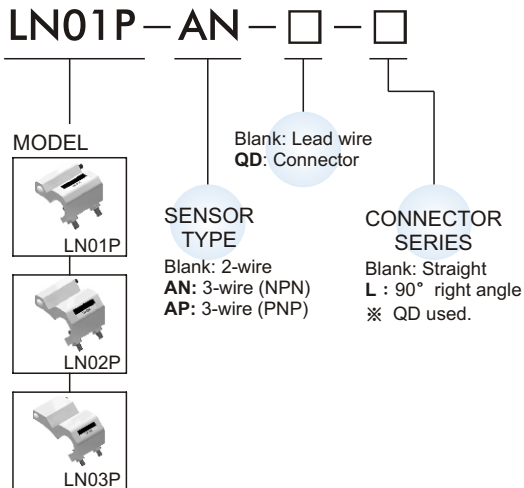 LN01P－AN－□－□
MODEL
LN01P
LN02P
LN03P
SENSOR
TYPE
Blank: 2-wire
AN: 3-wire (NPN)
AP: 3-wire (PNP)
Blank: Lead wire
QD: Connector
CONNECTOR
SERIES
Blank: Straight
L：90° right angle
※ QD used.